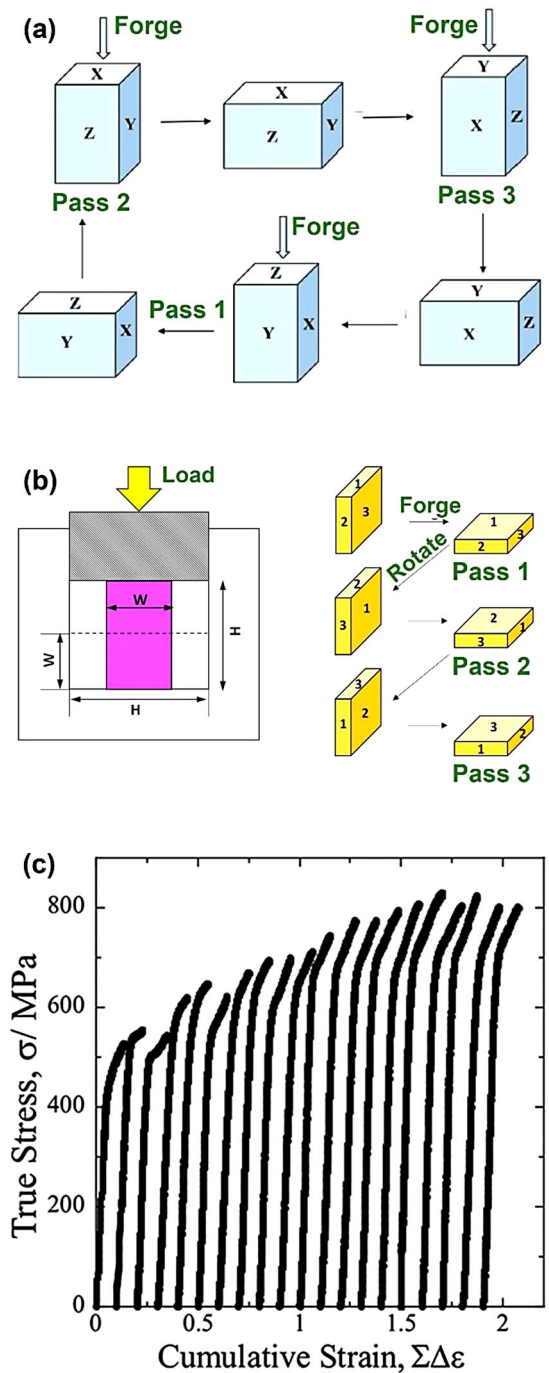 (a)
Forge
X
Z
Y
Pass 2
X
Z
Y
Forge
Y
X
Z
Pass 3
Forge
Z
Y
X
Pass 1
Z
Y
X
Y
X
Z
(b)
Load
W
H
W
H
1
2
3
Forge
1
2
3
Pass 1
Rotate
2
3
1
2
3
1
Pass 2
3
1
2
3
1
2
Pass 3
(c)
True Stress, σ/ MPa
800
600
400
200
0
0
0.5
1
1.5
2
Cumulative Strain, ΣΔε